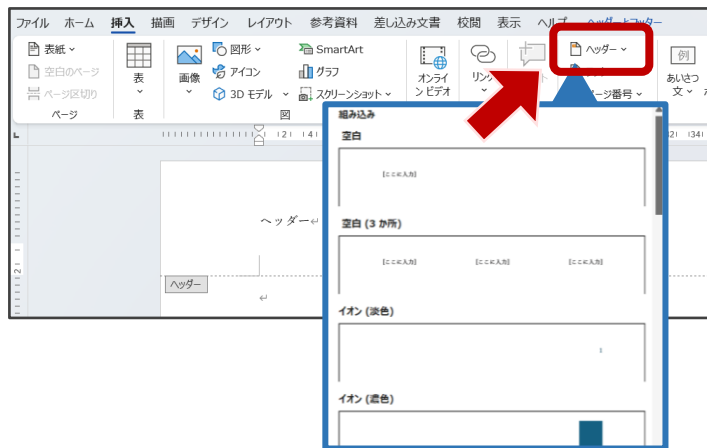 ファイル ホーム 挿入 描画 デザイン レイアウト 参考資料 差し込み文書 校閲 表示 ヘルプ ヘッダーとフッター
表紙
空白のページ
ページ区切り
ページ
表
表
画像
図形
アイコン
3D モデル
SmartArt
グラフ
スクリーンショット
図
オンライ
ン ビデオ
リンク
ヘッダー
ページ番号
例
あいさつ
文
ヘッダー
ヘッダー
組み込み
空白
[ここに入力]
空白 (3 か所)
[ここに入力] [ここに入力] [ここに入力]
イオン (淡色)
イオン (濃色)